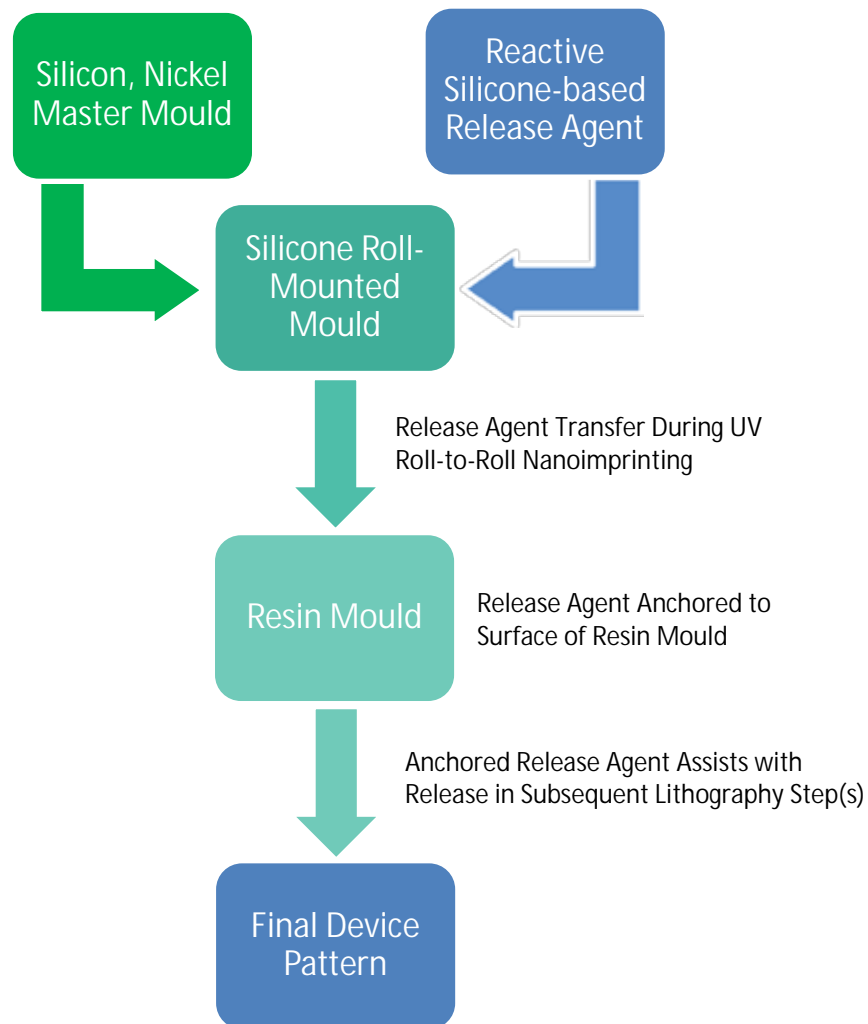 Silicon, Nickel
Master Mould
Reactive
Silicone-based
Release Agent
Silicone Roll-
Mounted
Mould
Release Agent Transfer During UV
Roll-to-Roll Nanoimprinting
Resin Mould
Release Agent Anchored to
Surface of Resin Mould
Anchored Release Agent Assists with
Release in Subsequent Lithography Step(s)
Final Device
Pattern